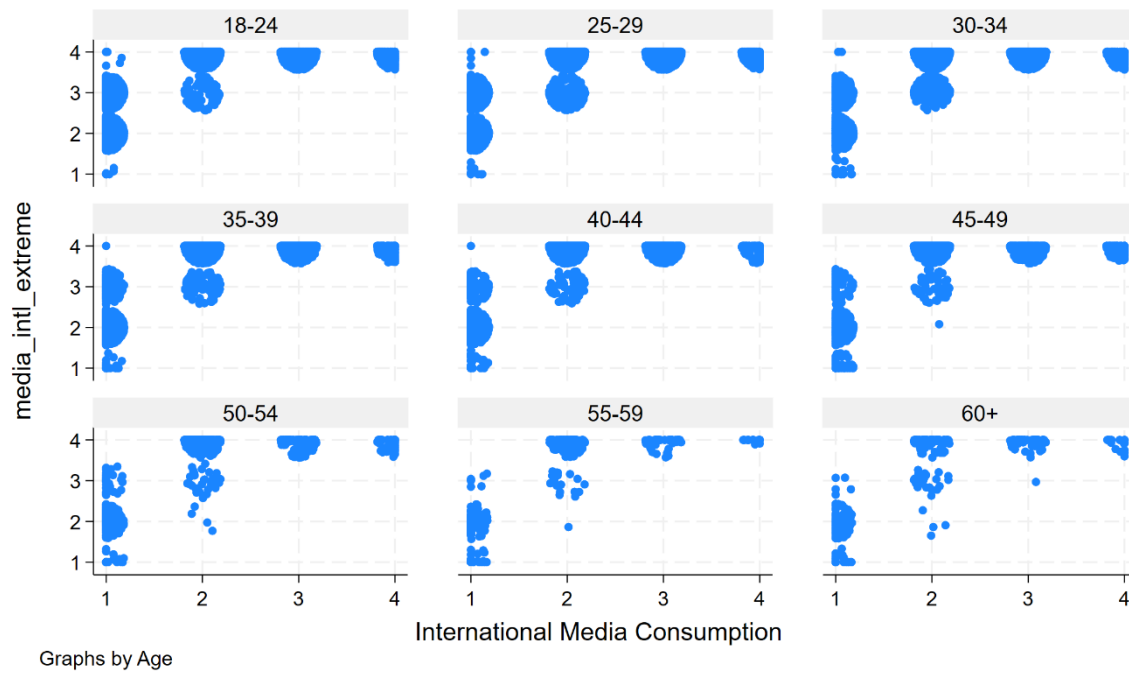 18-24 25-29 30-34
4
3
2
1
35-39 40-44 45-49
4
3
2
1
media_intl_extreme
50-54 55-59 60+
4
3
2
1
1 2 3 4 1 2 3 4 1 2 3 4
International Media Consumption
Graphs by Age